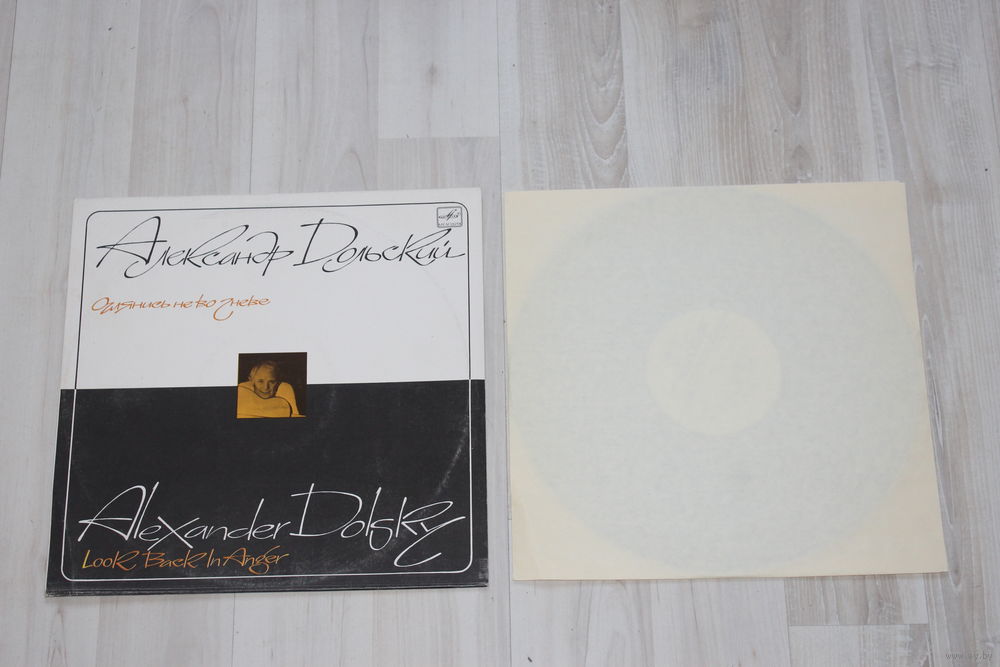 Александр Дольский
Оглянись не во гневе
Alexander Dolsky
Look Back In Anger